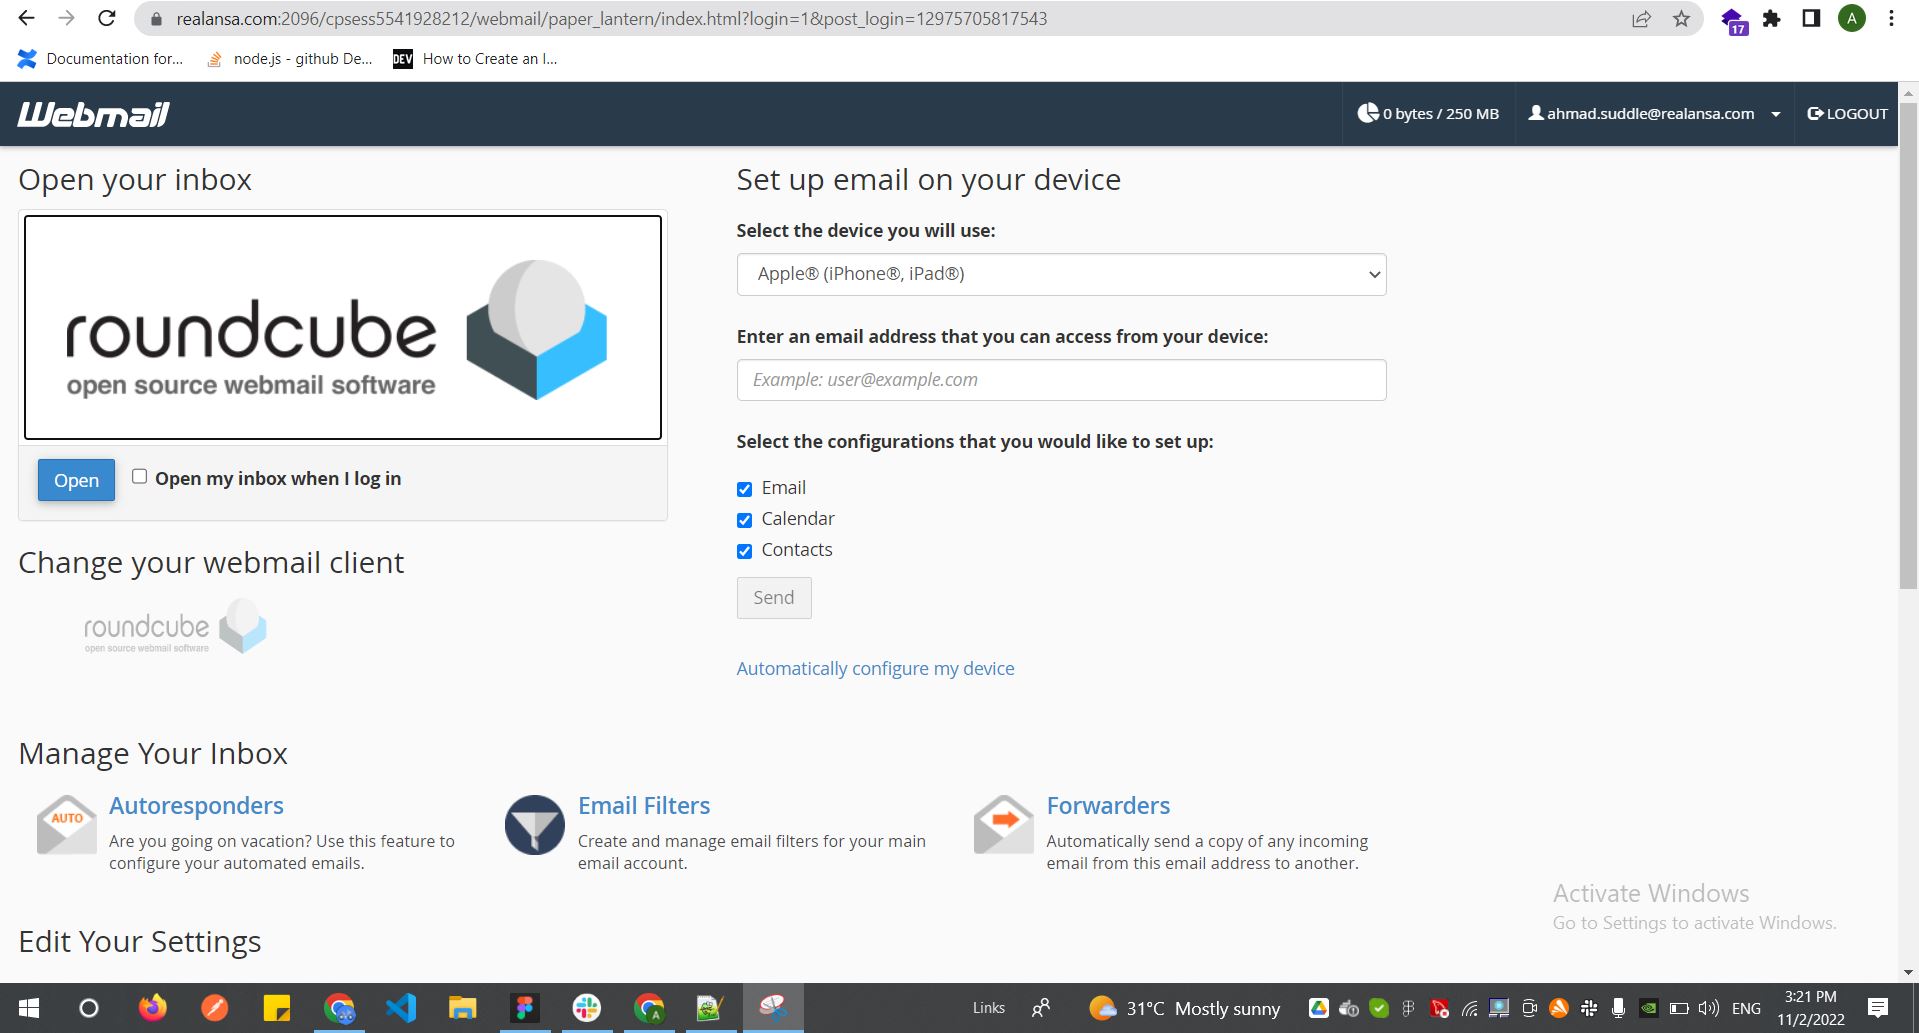 realansa.com:2096/cpsess5541928212/webmail/paper_lantern/index.html?login=1&post_login=12975705817543
17
A
Documentation for...
node.js - github De...
DEV
How to Create an I...
Webmail
0 bytes / 250 MB
ahmad.suddle@realansa.com
LOGOUT
Open your inbox
roundcube
open source webmail software
Open
Open my inbox when I log in
Change your webmail client
roundcube
open source webmail software
Set up email on your device
Select the device you will use:
Apple® (iPhone®, iPad®)
Enter an email address that you can access from your device:
Example: user@example.com
Select the configurations that you would like to set up:
Email
Calendar
Contacts
Send
Automatically configure my device
Manage Your Inbox
AUTO
Autoresponders
Are you going on vacation? Use this feature to
configure your automated emails.
Email Filters
Create and manage email filters for your main
email account.
Forwarders
Automatically send a copy of any incoming
email from this email address to another.
Activate Windows
Go to Settings to activate Windows.
Edit Your Settings
A
Links
31°C Mostly sunny
ENG
3:21 PM
11/2/2022